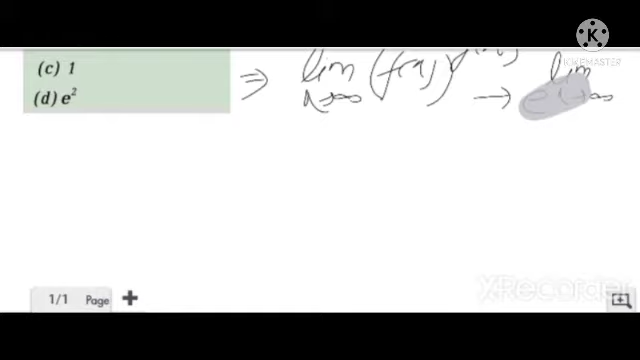 KINEMASTER
(c) 1
(d) e²
⇒ lim (f(x))
x→∞
→ e lim
XRecorder
1/1 Page +